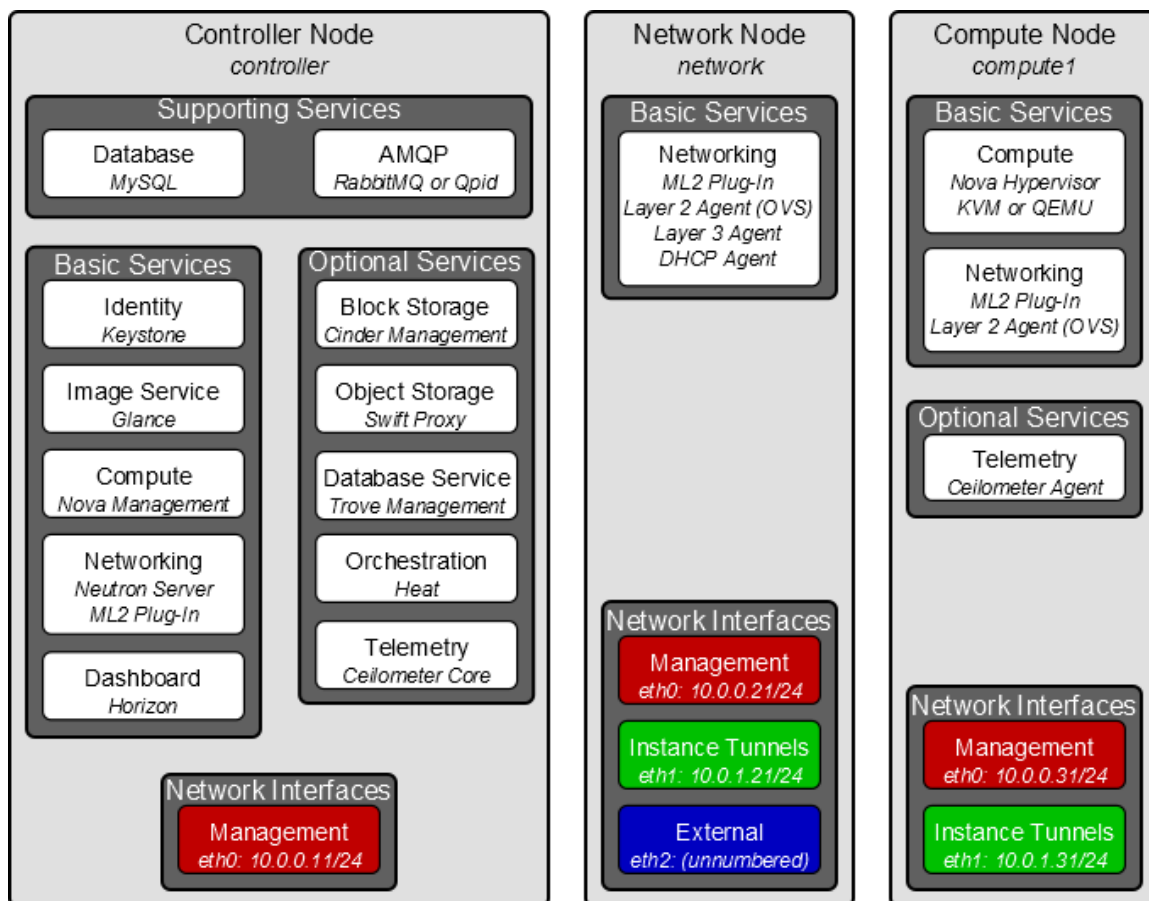 Controller Node
controller
Supporting Services
Database
MySQL
AMQP
RabbitMQ or Qpid
Basic Services
Identity
Keystone
Image Service
Glance
Compute
Nova Management
Networking
Neutron Server
ML2 Plug-In
Dashboard
Horizon
Optional Services
Block Storage
Cinder Management
Object Storage
Swift Proxy
Database Service
Trove Management
Orchestration
Heat
Telemetry
Ceilometer Core
Network Interfaces
Management
eth0: 10.0.0.11/24
Network Node
network
Basic Services
Networking
ML2 Plug-In
Layer 2 Agent (OVS)
Layer 3 Agent
DHCP Agent
Network Interfaces
Management
eth0: 10.0.0.21/24
Instance Tunnels
eth1: 10.0.1.21/24
External
eth2: (unnumbered)
Compute Node
compute1
Basic Services
Compute
Nova Hypervisor
KVM or QEMU
Networking
ML2 Plug-In
Layer 2 Agent (OVS)
Optional Services
Telemetry
Ceilometer Agent
Network Interfaces
Management
eth0: 10.0.0.31/24
Instance Tunnels
eth1: 10.0.1.31/24